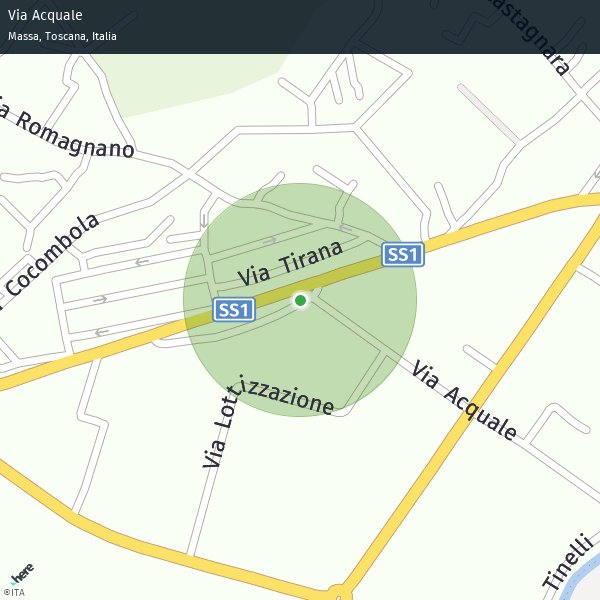 Via Acquale
Massa, Toscana, Italia
astagnara
ia Romagnano
Cocombola
Via Tirana
SS1
SS1
Via Lottizzazione
Via Acquale
Tinelli
here
©ITA